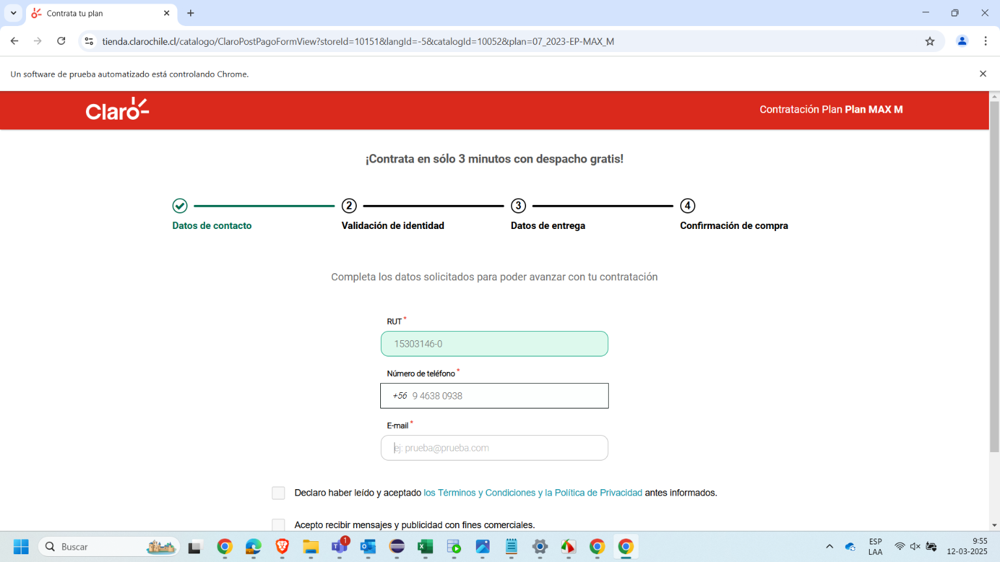 Contrata tu plan
tienda.clarochile.cl/catalogo/ClaroPostPagoFormView?storeId=10151&langId=-5&catalogId=10052&plan=07_2023-EP-MAX_M
Un software de prueba automatizado está controlando Chrome.
Claro
Contratación Plan Plan MAX M
¡Contrata en sólo 3 minutos con despacho gratis!
2
3
4
Datos de contacto
Validación de identidad
Datos de entrega
Confirmación de compra
Completa los datos solicitados para poder avanzar con tu contratación
RUT *
15303146-0
Número de teléfono *
+56 9 4638 0938
E-mail *
ej: prueba@prueba.com
Declaro haber leído y aceptado los Términos y Condiciones y la Política de Privacidad antes informados.
Acepto recibir mensajes y publicidad con fines comerciales.
Buscar
1
ESP
LAA
9:55
12-03-2025